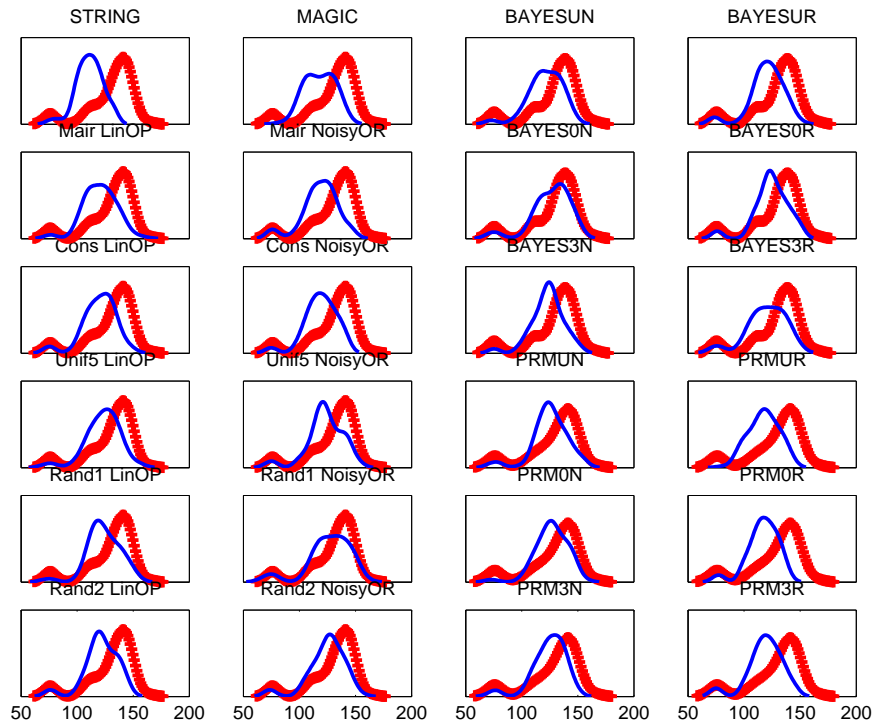 STRING MAGIC BAYESUN BAYESUR
Mair LinOP Mair NoisyOR BAYES0N BAYES0R
Cons LinOP Cons NoisyOR BAYES3N BAYES3R
Unif5 LinOP Unif5 NoisyOR PRMUN PRMUR
Rand1 LinOP Rand1 NoisyOR PRM0N PRM0R
Rand2 LinOP Rand2 NoisyOR PRM3N PRM3R
50 100 150 200 50 100 150 200 50 100 150 200 50 100 150 200